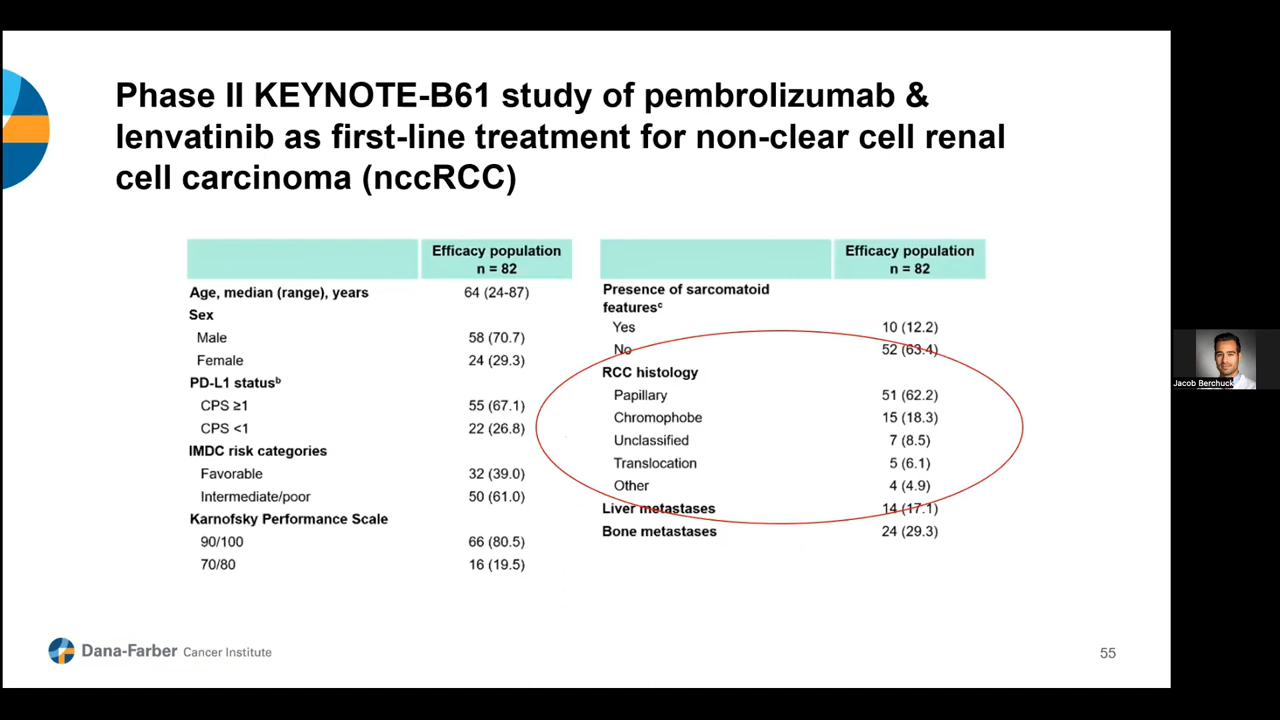 Phase II KEYNOTE-B61 study of pembrolizumab &
lenvatinib as first-line treatment for non-clear cell renal
cell carcinoma (nccRCC)
Efficacy population
n = 82
Age, median (range), years 64 (24-87)
Sex
Male 58 (70.7)
Female 24 (29.3)
PD-L1 statusᵇ
CPS ≥1 55 (67.1)
CPS <1 22 (26.8)
IMDC risk categories
Favorable 32 (39.0)
Intermediate/poor 50 (61.0)
Karnofsky Performance Scale
90/100 66 (80.5)
70/80 16 (19.5)
Efficacy population
n = 82
Presence of sarcomatoid
featuresᶜ
Yes 10 (12.2)
No 52 (63.4)
RCC histology
Papillary 51 (62.2)
Chromophobe 15 (18.3)
Unclassified 7 (8.5)
Translocation 5 (6.1)
Other 4 (4.9)
Liver metastases 14 (17.1)
Bone metastases 24 (29.3)
Jacob Berchuck
Dana-Farber Cancer Institute
55